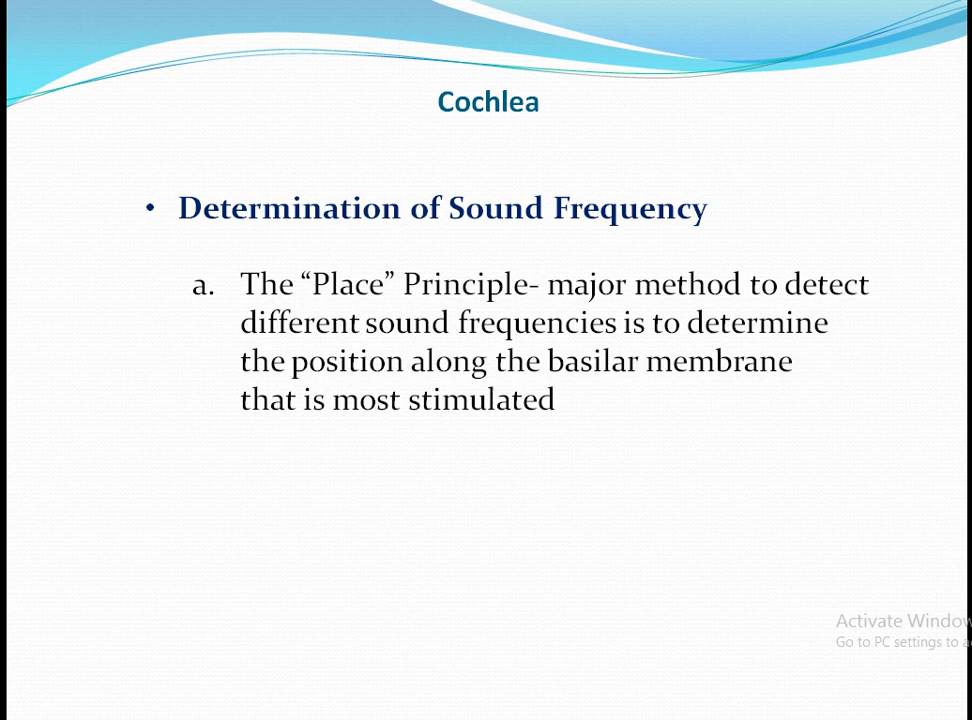 Cochlea
• Determination of Sound Frequency
a. The “Place” Principle- major method to detect
different sound frequencies is to determine
the position along the basilar membrane
that is most stimulated
Activate Window
Go to PC settings to a